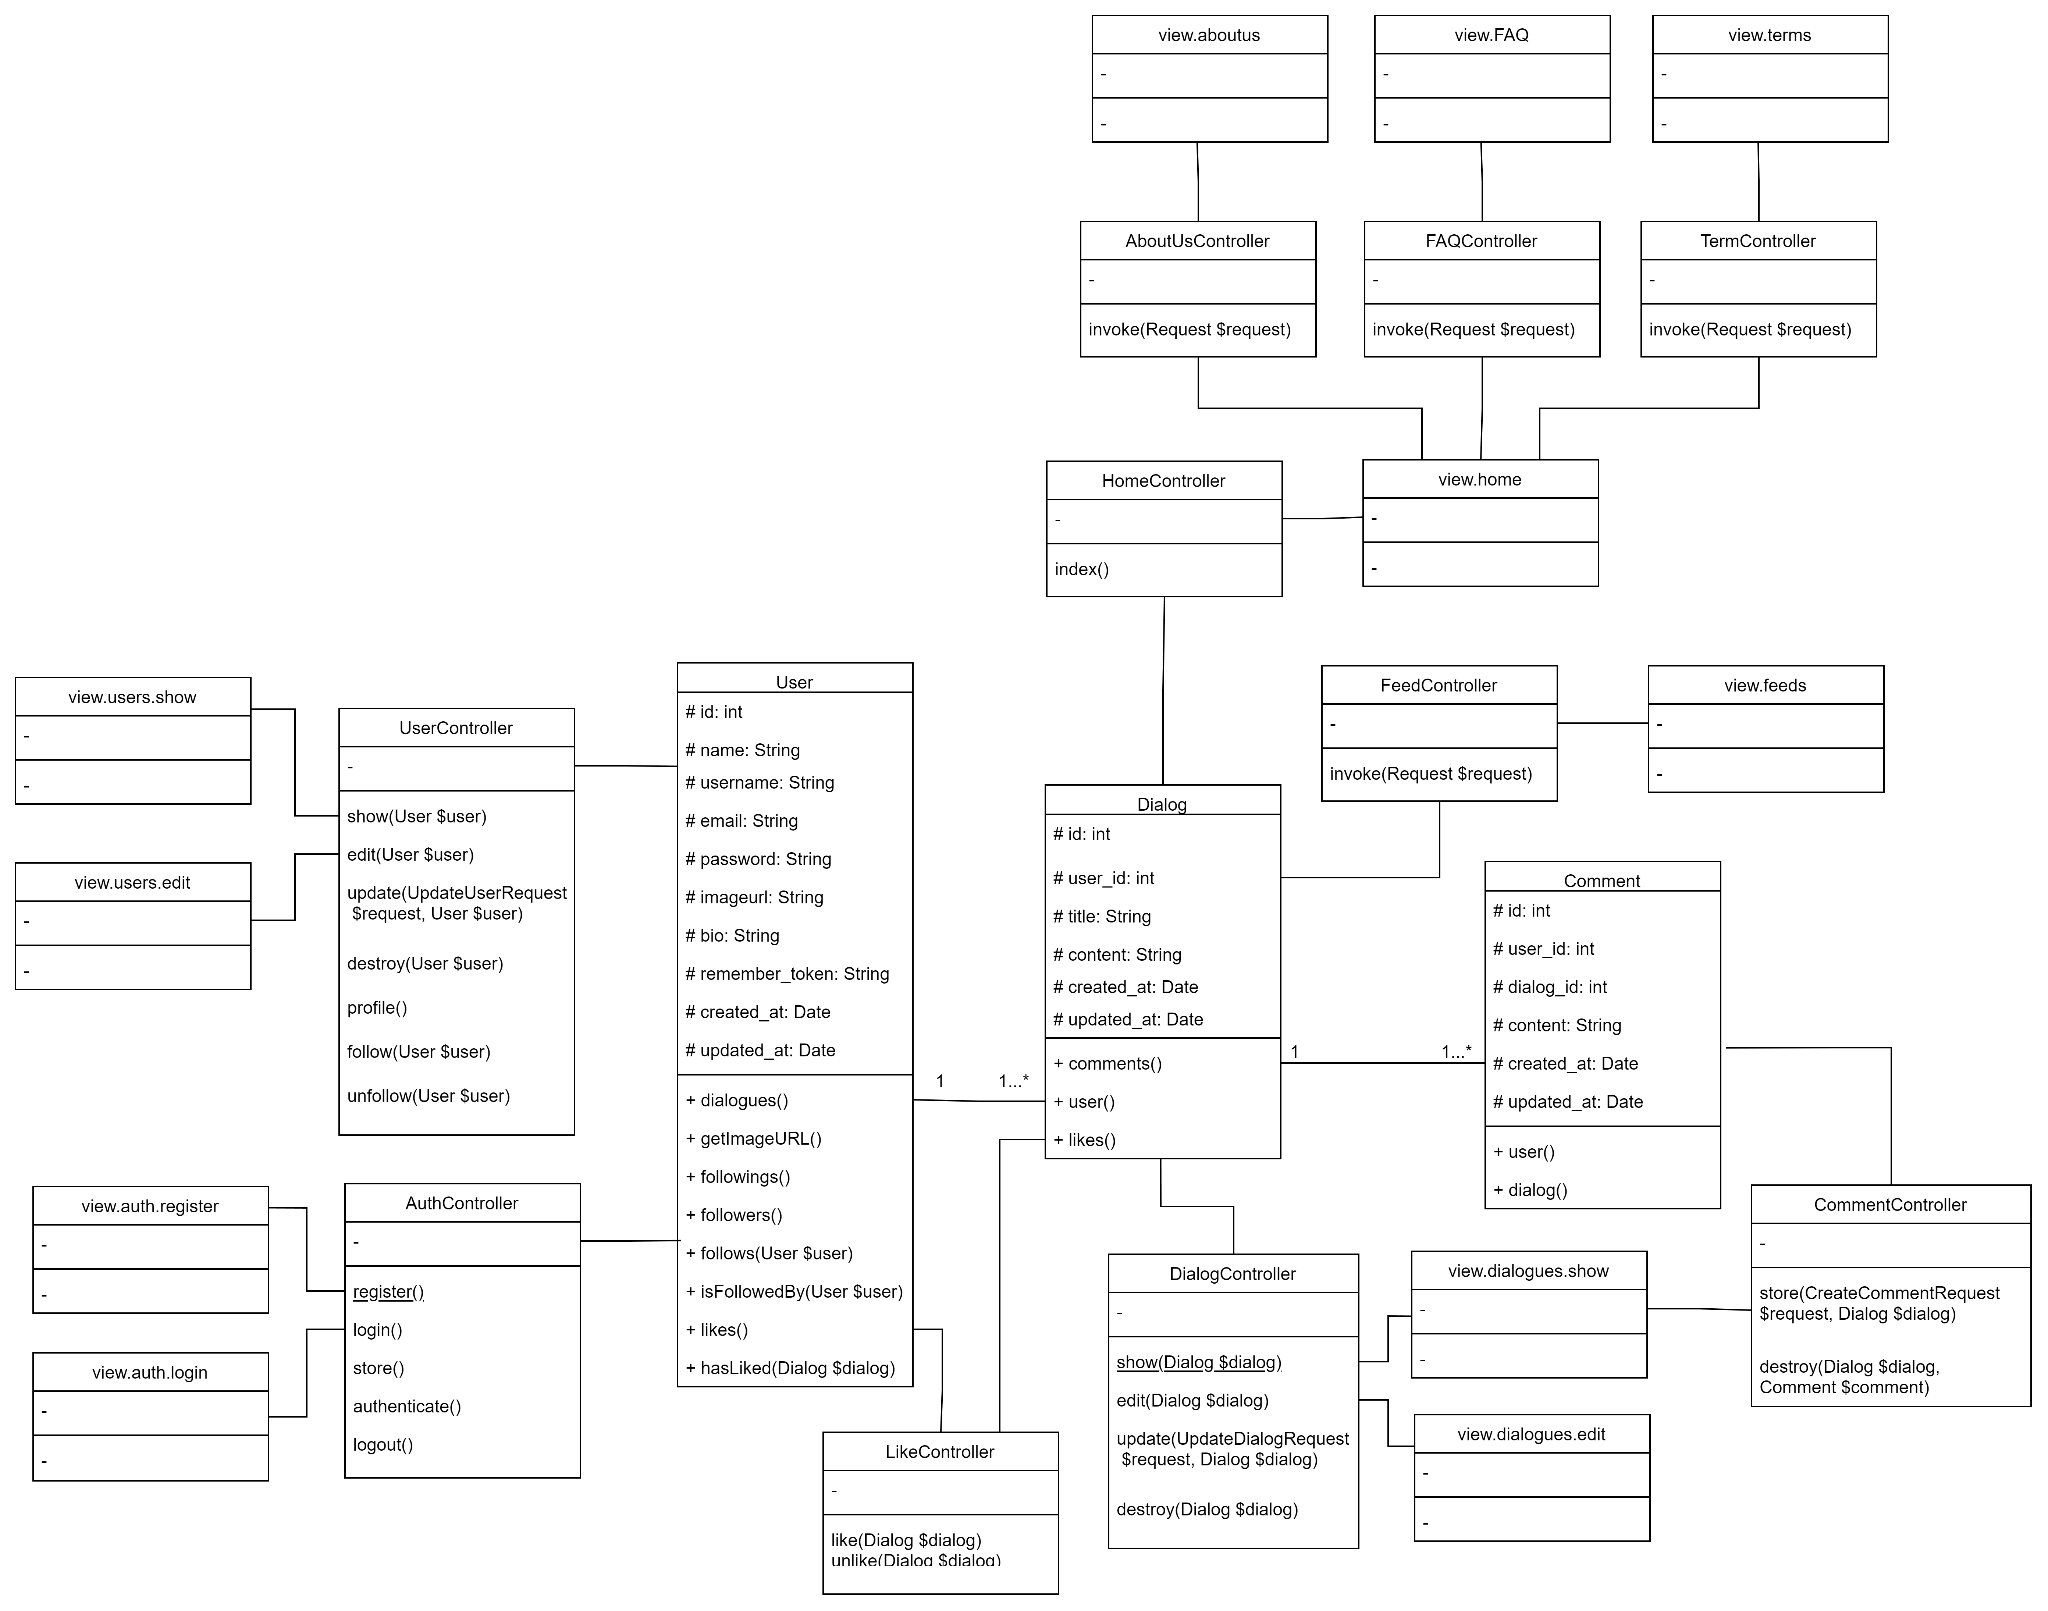 view.aboutus
-
-
view.FAQ
-
-
view.terms
-
-
AboutUsController
-
invoke(Request $request)
FAQController
-
invoke(Request $request)
TermController
-
invoke(Request $request)
HomeController
-
index()
view.home
-
-
view.users.show
-
-
view.users.edit
-
-
UserController
-
show(User $user)
edit(User $user)
update(UpdateUserRequest
$request, User $user)
destroy(User $user)
profile()
follow(User $user)
unfollow(User $user)
User
# id: int
# name: String
# username: String
# email: String
# password: String
# imageurl: String
# bio: String
# remember_token: String
# created_at: Date
# updated_at: Date
+ dialogues()
+ getImageURL()
+ followings()
+ followers()
+ follows(User $user)
+ isFollowedBy(User $user)
+ likes()
+ hasLiked(Dialog $dialog)
1
1...*
Dialog
# id: int
# user_id: int
# title: String
# content: String
# created_at: Date
# updated_at: Date
+ comments()
+ user()
+ likes()
FeedController
-
invoke(Request $request)
view.feeds
-
-
1
1...*
Comment
# id: int
# user_id: int
# dialog_id: int
# content: String
# created_at: Date
# updated_at: Date
+ user()
+ dialog()
view.auth.register
-
-
view.auth.login
-
-
AuthController
-
register()
login()
store()
authenticate()
logout()
LikeController
-
like(Dialog $dialog)
unlike(Dialog $dialog)
DialogController
-
show(Dialog $dialog)
edit(Dialog $dialog)
update(UpdateDialogRequest
$request, Dialog $dialog)
destroy(Dialog $dialog)
view.dialogues.show
-
-
view.dialogues.edit
-
-
CommentController
-
store(CreateCommentRequest
$request, Dialog $dialog)
destroy(Dialog $dialog,
Comment $comment)